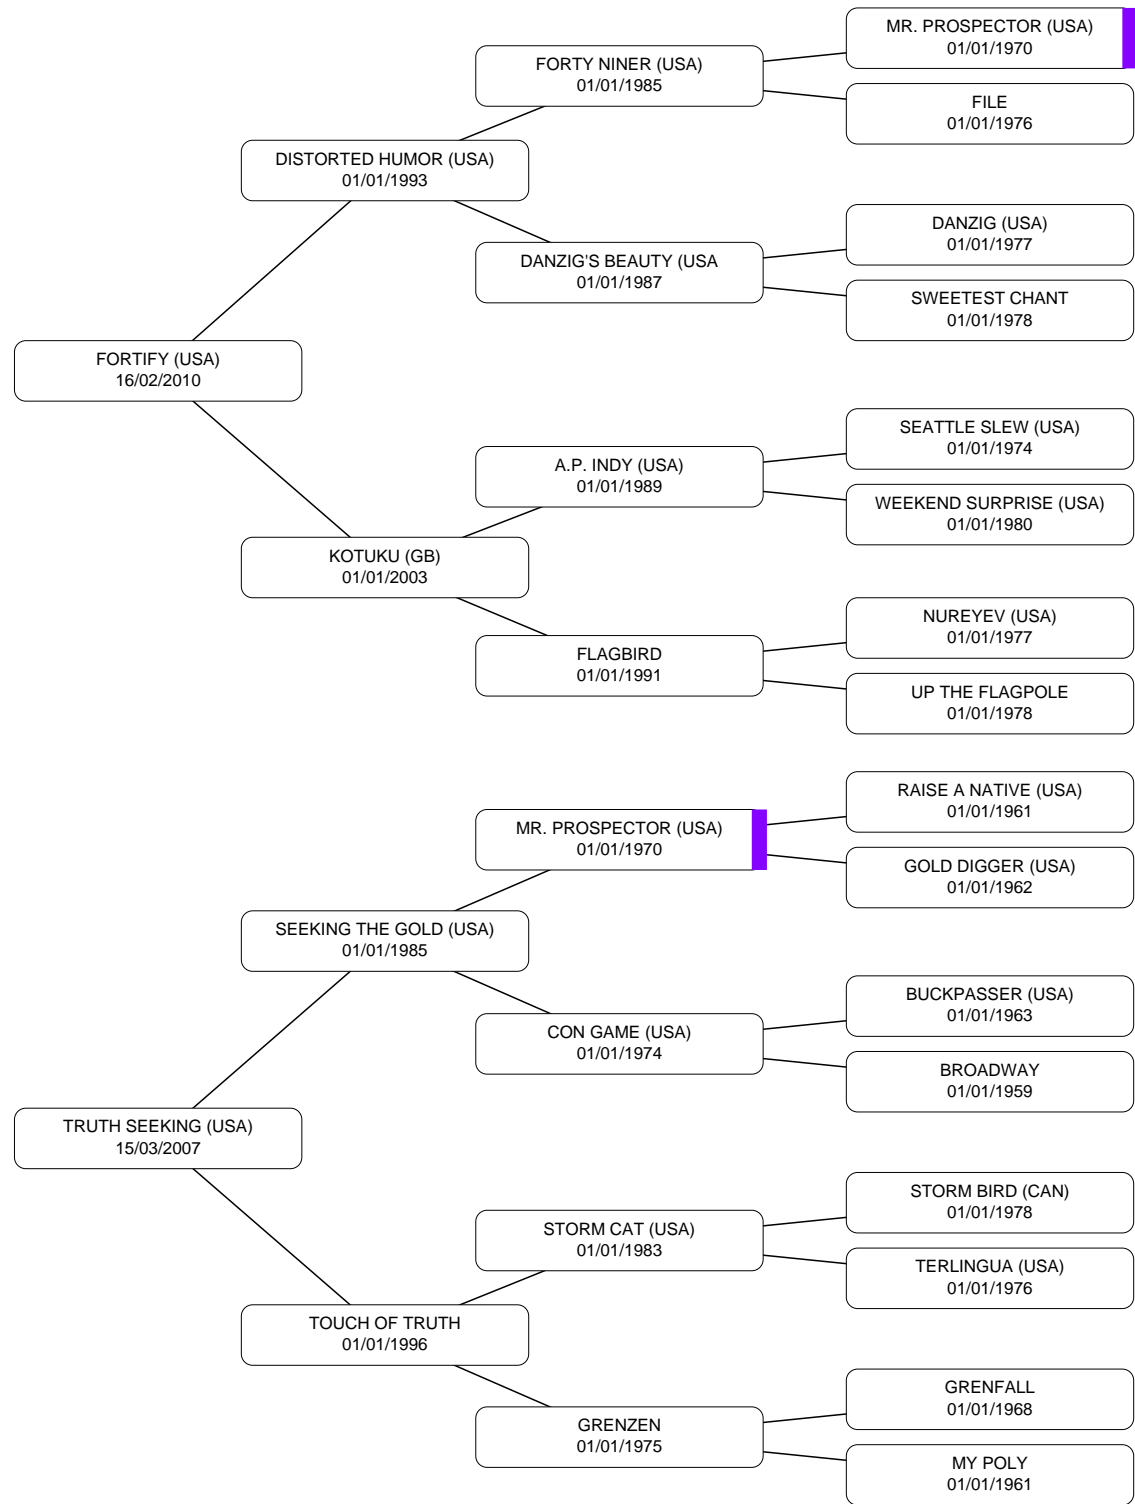 MR. PROSPECTOR (USA)
01/01/1970
FORTY NINER (USA)
01/01/1985
FILE
01/01/1976
DISTORTED HUMOR (USA)
01/01/1993
DANZIG (USA)
01/01/1977
DANZIG'S BEAUTY (USA
01/01/1987
SWEETEST CHANT
01/01/1978
FORTIFY (USA)
16/02/2010
SEATTLE SLEW (USA)
01/01/1974
A.P. INDY (USA)
01/01/1989
WEEKEND SURPRISE (USA)
01/01/1980
KOTUKU (GB)
01/01/2003
NUREYEV (USA)
01/01/1977
FLAGBIRD
01/01/1991
UP THE FLAGPOLE
01/01/1978
RAISE A NATIVE (USA)
01/01/1961
MR. PROSPECTOR (USA)
01/01/1970
GOLD DIGGER (USA)
01/01/1962
SEEKING THE GOLD (USA)
01/01/1985
BUCKPASSER (USA)
01/01/1963
CON GAME (USA)
01/01/1974
BROADWAY
01/01/1959
TRUTH SEEKING (USA)
15/03/2007
STORM BIRD (CAN)
01/01/1978
STORM CAT (USA)
01/01/1983
TERLINGUA (USA)
01/01/1976
TOUCH OF TRUTH
01/01/1996
GRENFALL
01/01/1968
GRENZEN
01/01/1975
MY POLY
01/01/1961